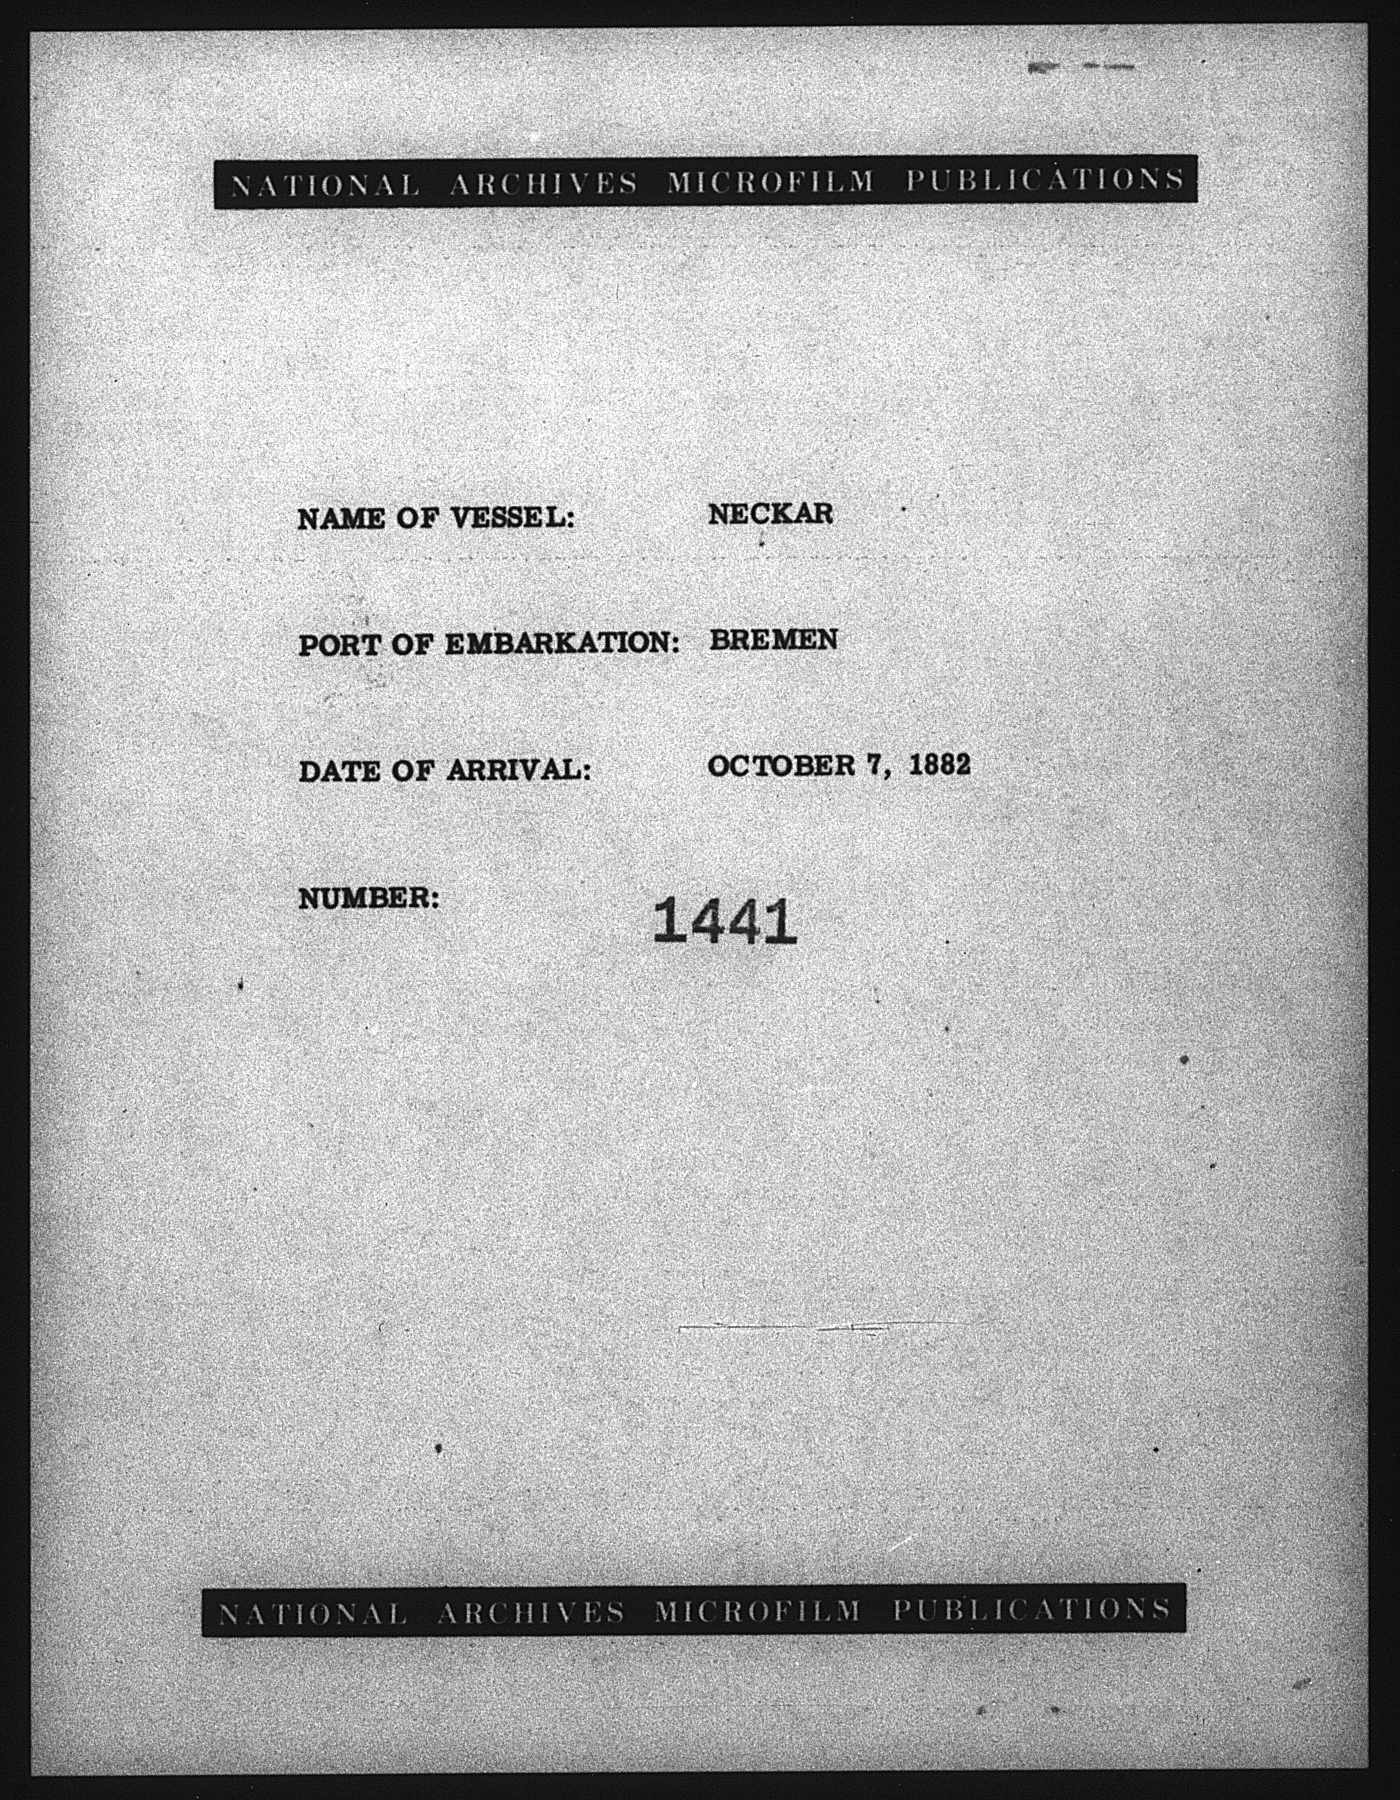 NATIONAL ARCHIVES MICROFILM PUBLICATIONS
NAME OF VESSEL: NECKAR
PORT OF EMBARKATION: BREMEN
DATE OF ARRIVAL: OCTOBER 7, 1882
NUMBER: 1441
NATIONAL ARCHIVES MICROFILM PUBLICATIONS